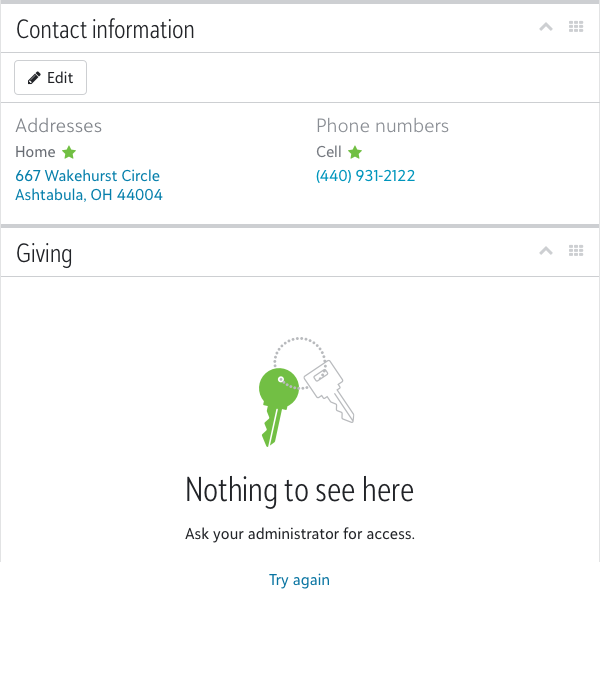 Contact information
Edit
Addresses
Home
667 Wakehurst Circle
Ashtabula, OH 44004
Phone numbers
Cell
(440) 931-2122
Giving
Nothing to see here
Ask your administrator for access.
Try again